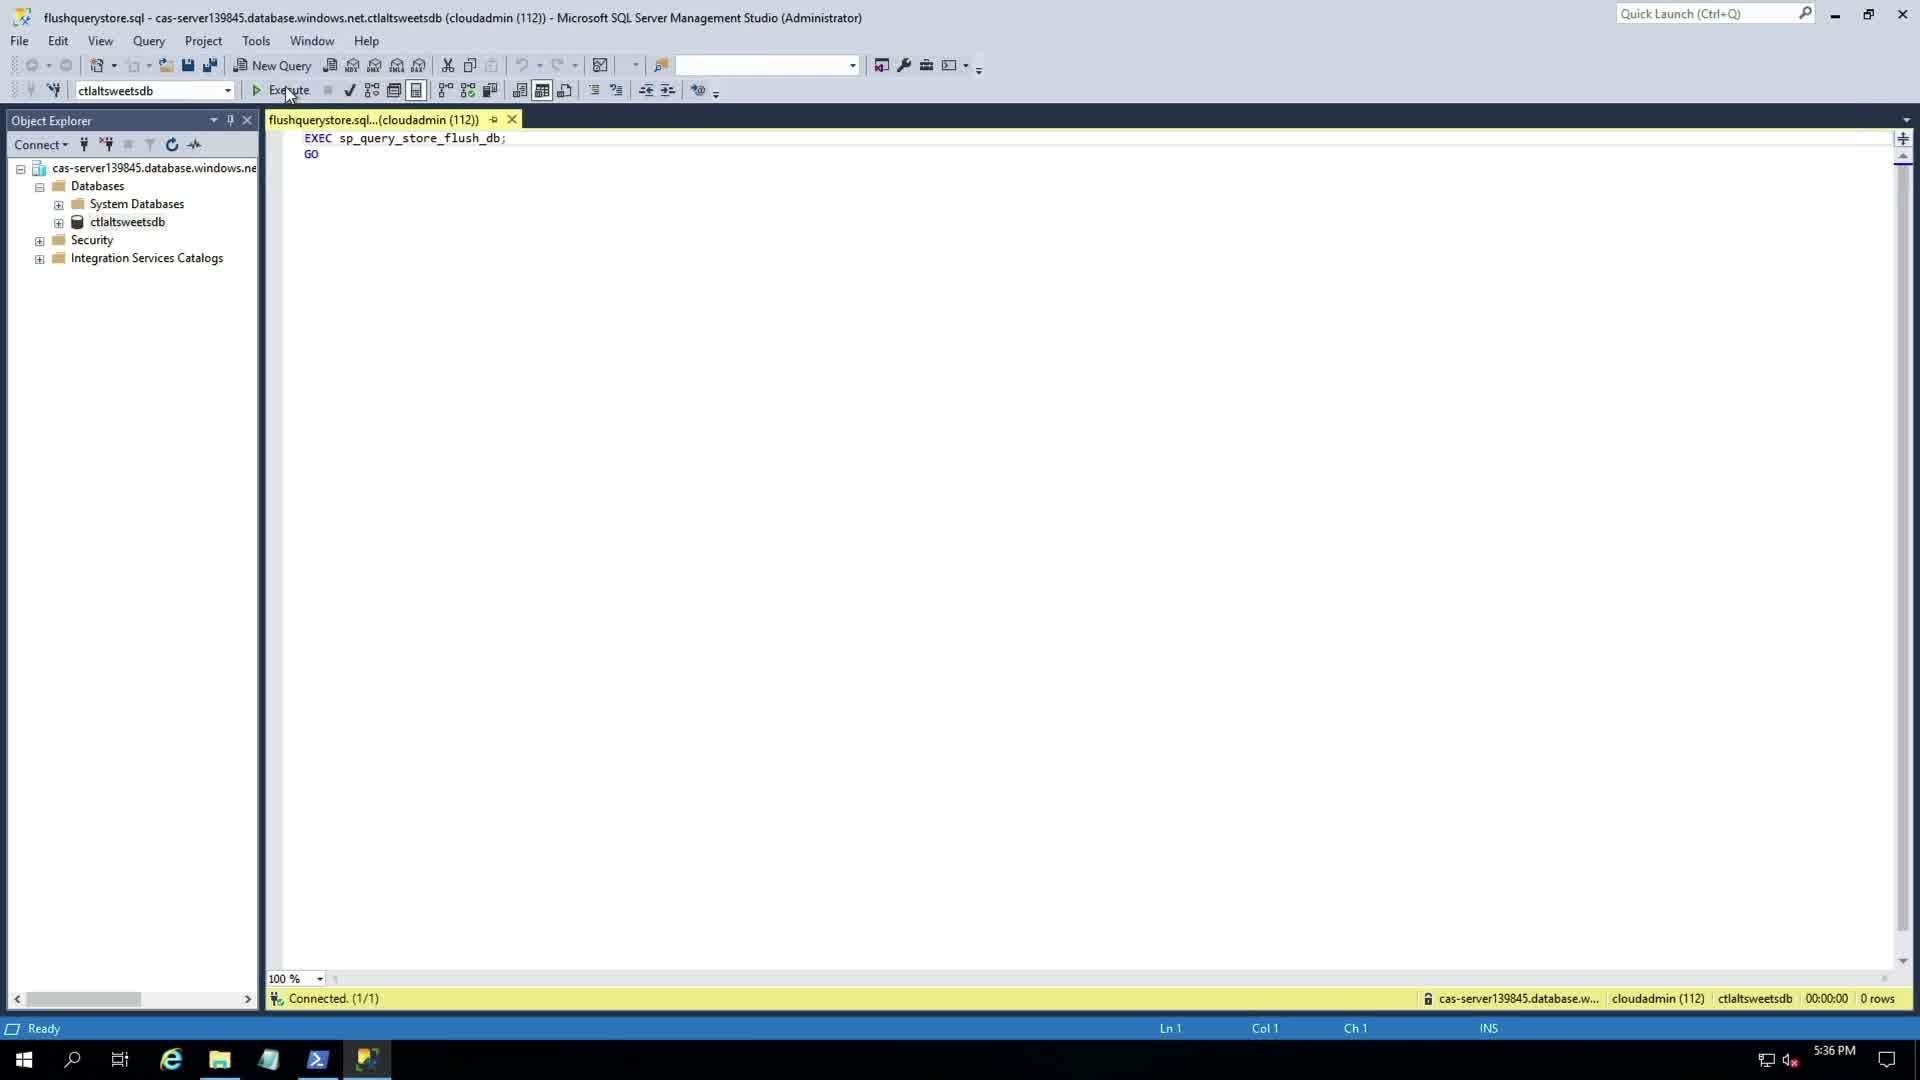 flushquerystore.sql - cas-server139845.database.windows.net.ctlaltsweetsdb (cloudadmin (112)) - Microsoft SQL Server Management Studio (Administrator)
Quick Launch (Ctrl+Q)
File Edit View Query Project Tools Window Help
New Query
MDX DMX XMLA DAX
ctlaltsweetsdb
Execute
Object Explorer
flushquerystore.sql...(cloudadmin (112))
Connect
EXEC sp_query_store_flush_db;
GO
cas-server139845.database.windows.ne
Databases
System Databases
ctlaltsweetsdb
Security
Integration Services Catalogs
100 %
Connected. (1/1)
cas-server139845.database.w... cloudadmin (112) ctlaltsweetsdb 00:00:00 0 rows
Ready
Ln 1 Col 1 Ch 1 INS
5:36 PM